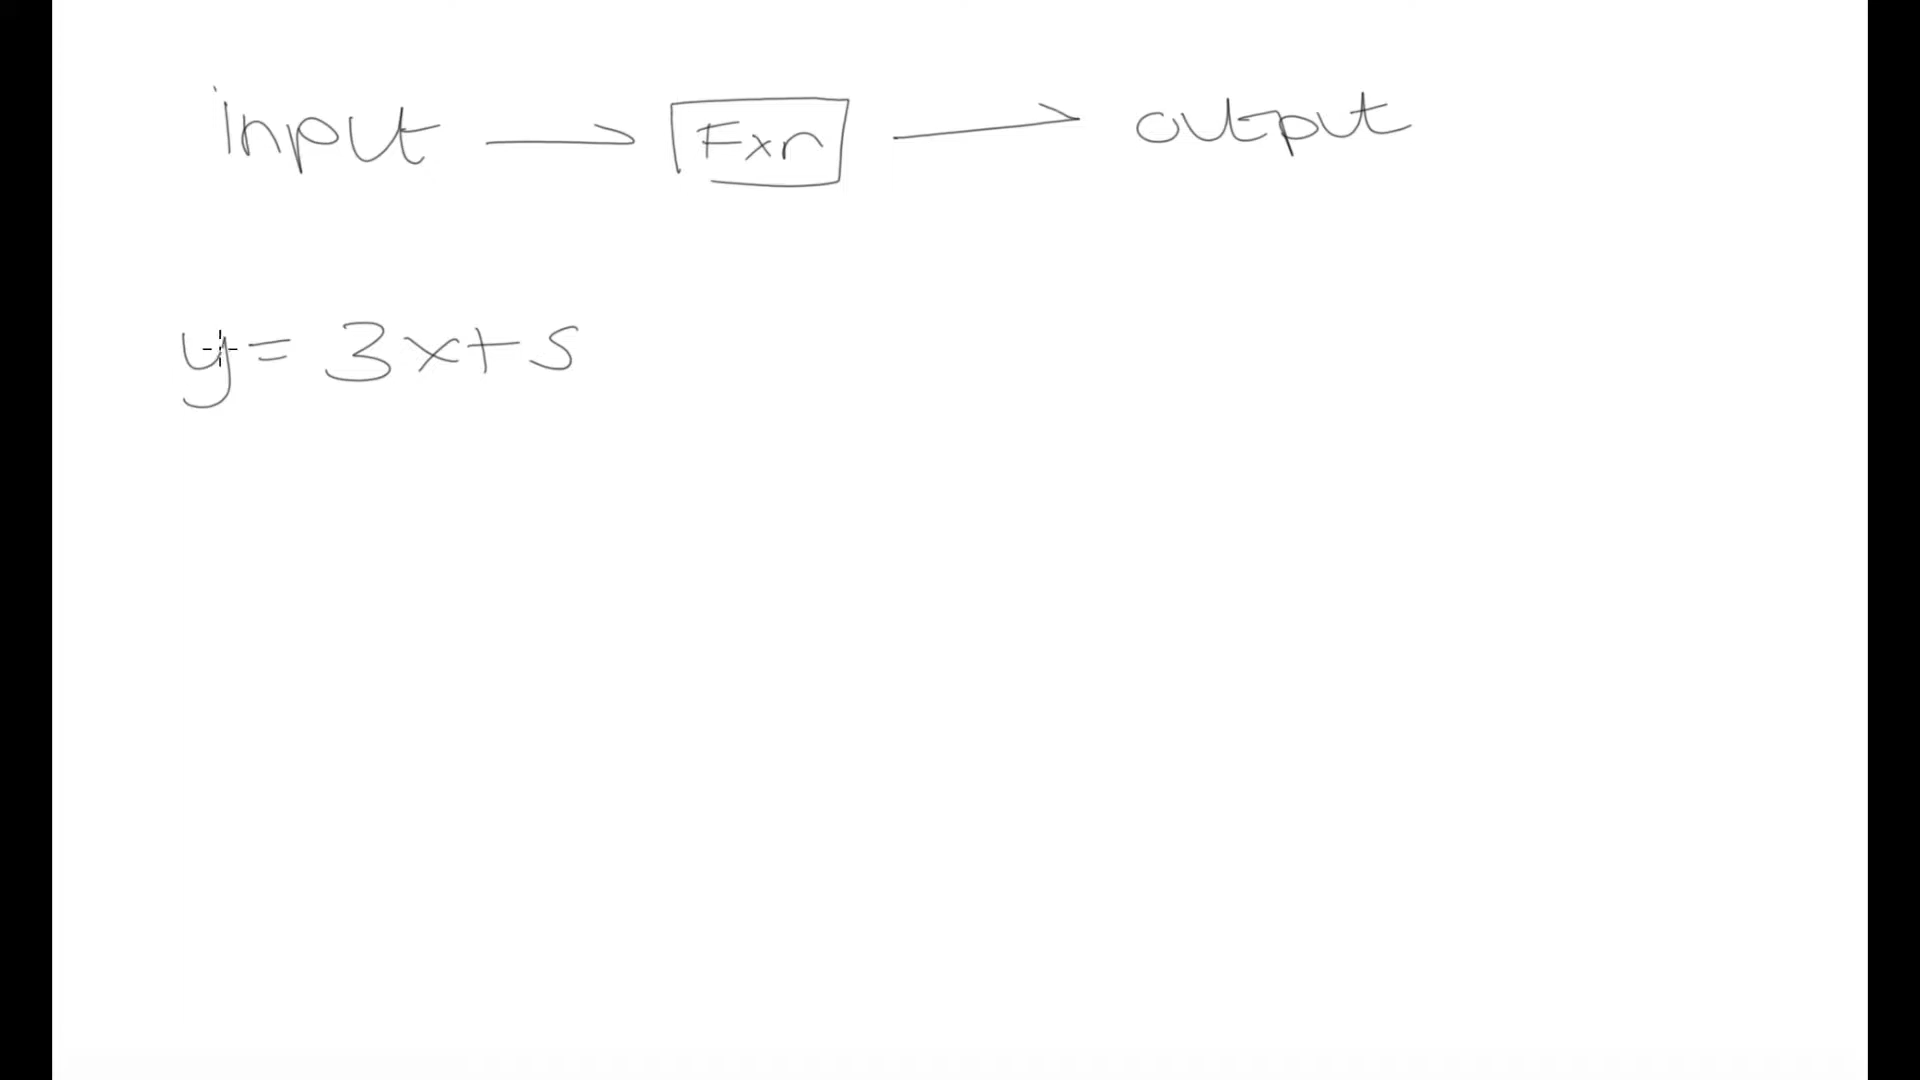 input → Fxn → output
y = 3x + 5